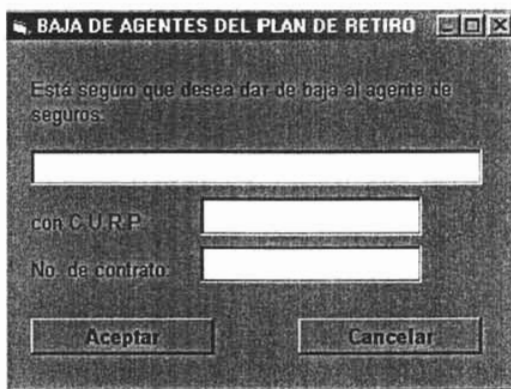 BAJA DE AGENTES DEL PLAN DE RETIRO
Está seguro que desea dar de baja al agente de
seguros:
con C.U.R.P.
No. de contrato:
Aceptar
Cancelar